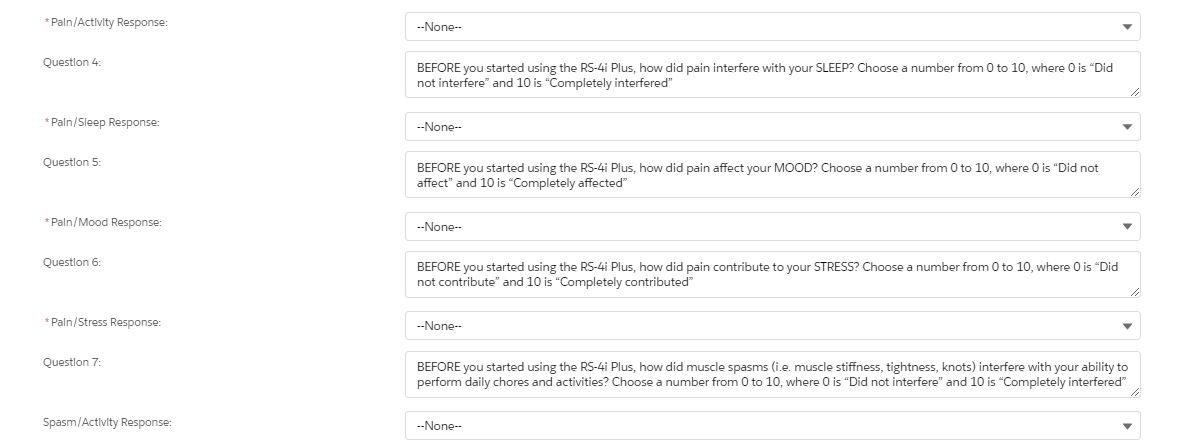 *Pain/Activity Response:
--None--
Question 4:
BEFORE you started using the RS-4i Plus, how did pain interfere with your SLEEP? Choose a number from 0 to 10, where 0 is “Did
not interfere” and 10 is “Completely interfered”
*Pain/Sleep Response:
--None--
Question 5:
BEFORE you started using the RS-4i Plus, how did pain affect your MOOD? Choose a number from 0 to 10, where 0 is “Did not
affect” and 10 is “Completely affected”
*Pain/Mood Response:
--None--
Question 6:
BEFORE you started using the RS-4i Plus, how did pain contribute to your STRESS? Choose a number from 0 to 10, where 0 is “Did
not contribute” and 10 is “Completely contributed”
*Pain/Stress Response:
--None--
Question 7:
BEFORE you started using the RS-4i Plus, how did muscle spasms (i.e. muscle stiffness, tightness, knots) interfere with your ability to
perform daily chores and activities? Choose a number from 0 to 10, where 0 is “Did not interfere” and 10 is “Completely interfered”
Spasm/Activity Response:
--None--